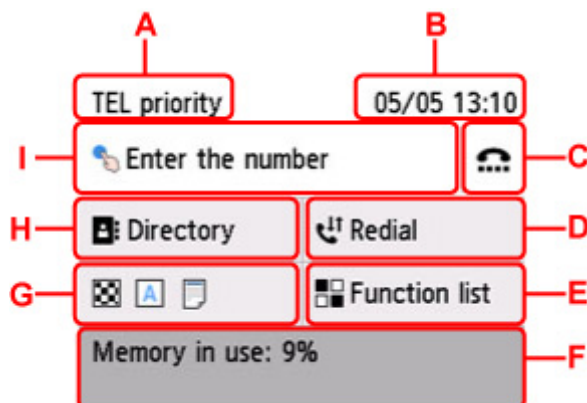 A B
TEL priority 05/05 13:10
I Enter the number C
H Directory Redial D
G A Function list E
Memory in use: 9% F